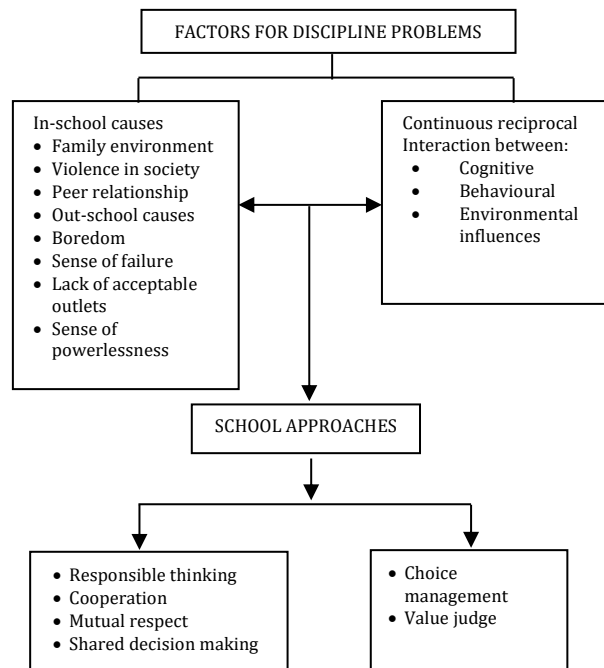 FACTORS FOR DISCIPLINE PROBLEMS
In-school causes
• Family environment
• Violence in society
• Peer relationship
• Out-school causes
• Boredom
• Sense of failure
• Lack of acceptable
outlets
• Sense of
powerlessness
Continuous reciprocal
Interaction between:
• Cognitive
• Behavioural
• Environmental
influences
SCHOOL APPROACHES
• Responsible thinking
• Cooperation
• Mutual respect
• Shared decision making
• Choice
management
• Value judge